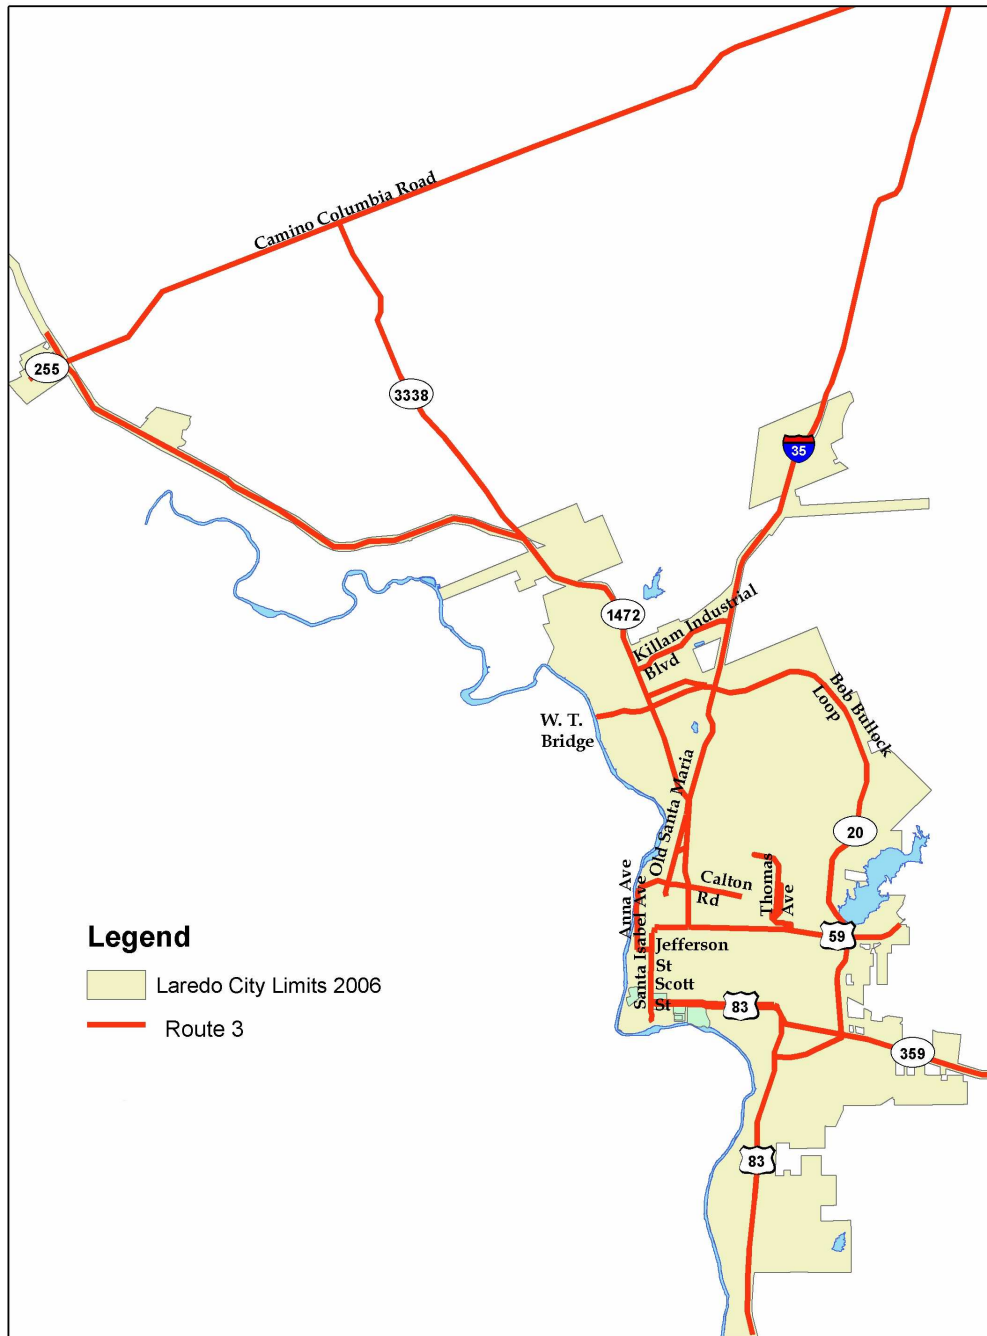 Camino Columbia Road
255
3338
35
1472
Killam Industrial
Blvd
Bob Bullock
Loop
W. T.
Bridge
Old Santa Maria
20
Anna Ave
Santa Isabel Ave
Calton
Rd
Thomas
Ave
59
Jefferson
St
Scott
St
83
359
83
Legend
Laredo City Limits 2006
Route 3